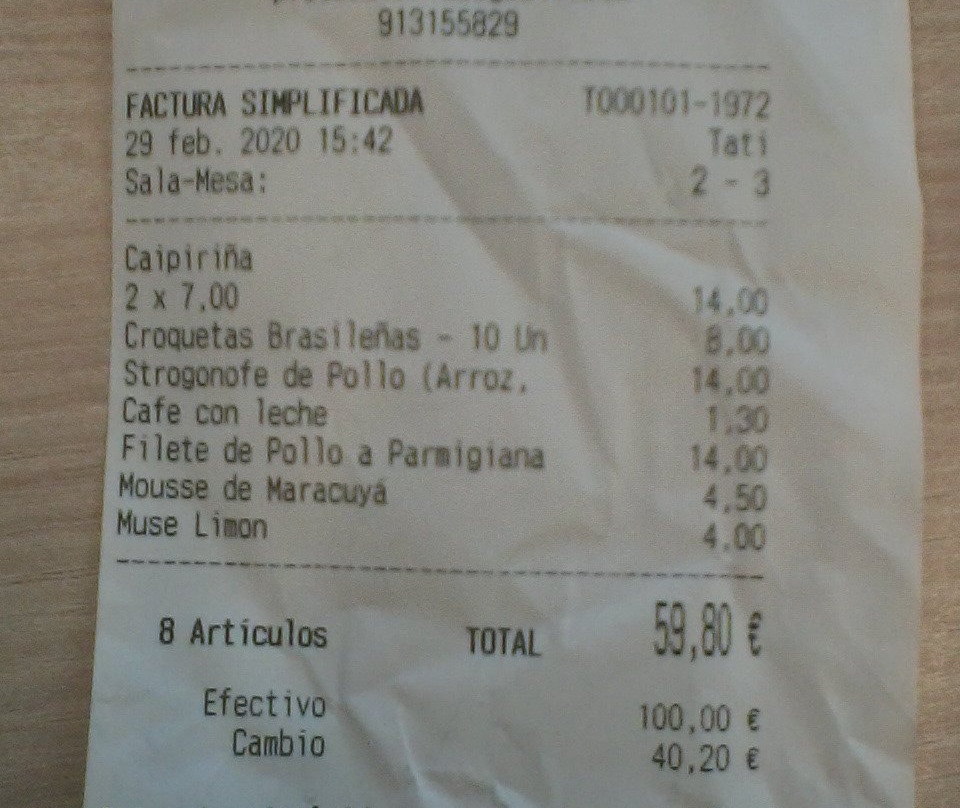 913155829
FACTURA SIMPLIFICADA T000101-1972
29 feb. 2020 15:42 Tati
Sala-Mesa: 2 - 3
Caipiriña
2 x 7,00 14,00
Croquetas Brasileñas - 10 Un 8,00
Strogonofe de Pollo (Arroz, 14,00
Cafe con leche 1,30
Filete de Pollo a Parmigiana 14,00
Mousse de Maracuyá 4,50
Muse Limon 4,00
8 Artículos TOTAL 59,80 €
Efectivo 100,00 €
Cambio 40,20 €